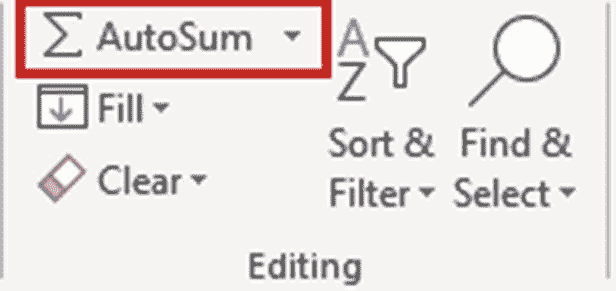 AutoSum
Fill
Clear
Sort &
Filter
Find &
Select
Editing